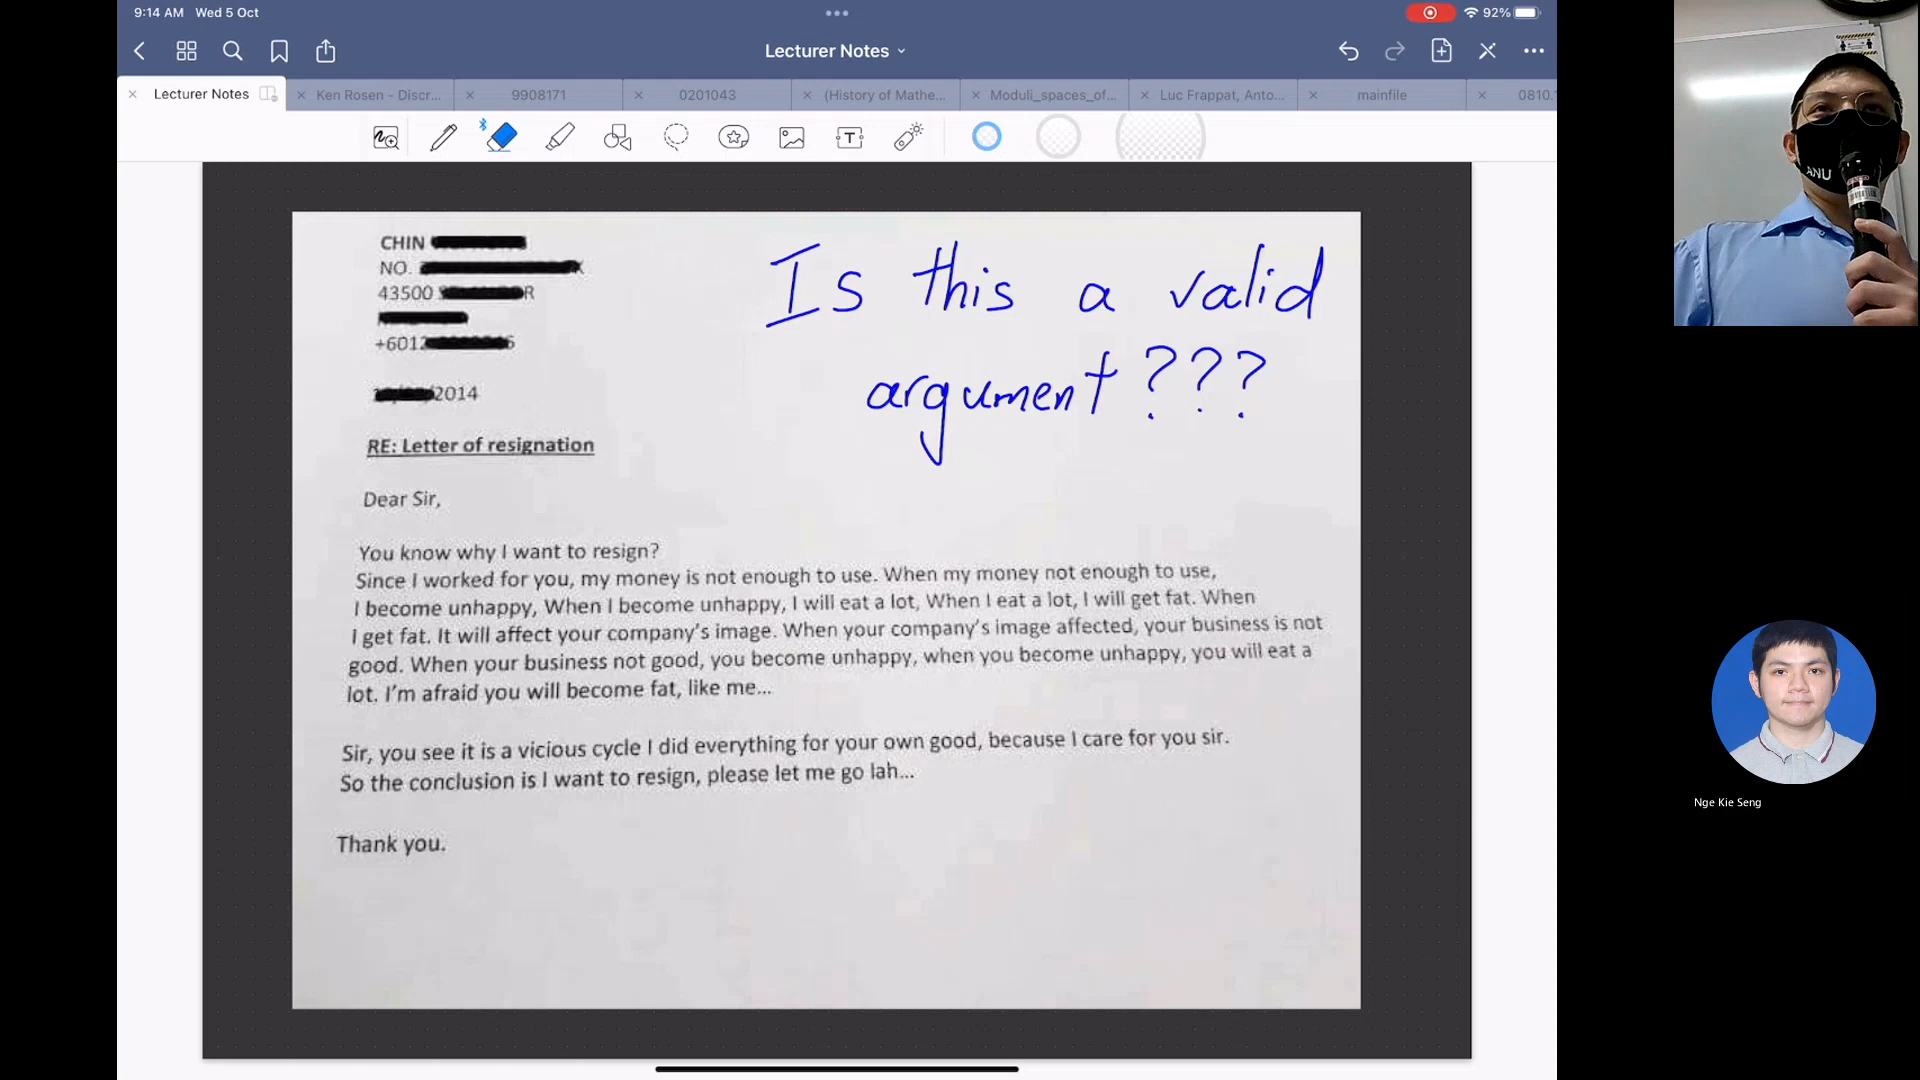 9:14 AM Wed 5 Oct
92%
Lecturer Notes
Lecturer Notes
Ken Rosen - Discr...
9908171
0201043
(History of Mathe...
Moduli_spaces_of...
Luc Frappat, Anto...
mainfile
0810.
CHIN
NO.
43500
+6012
2014
Is this a valid
argument???
RE: Letter of resignation
Dear Sir,
You know why I want to resign?
Since I worked for you, my money is not enough to use. When my money not enough to use,
I become unhappy, When I become unhappy, I will eat a lot, When I eat a lot, I will get fat. When
I get fat. It will affect your company's image. When your company's image affected, your business is not
good. When your business not good, you become unhappy, when you become unhappy, you will eat a
lot. I'm afraid you will become fat, like me...
Sir, you see it is a vicious cycle I did everything for your own good, because I care for you sir.
So the conclusion is I want to resign, please let me go lah...
Thank you.
ANU
Nge Kie Seng